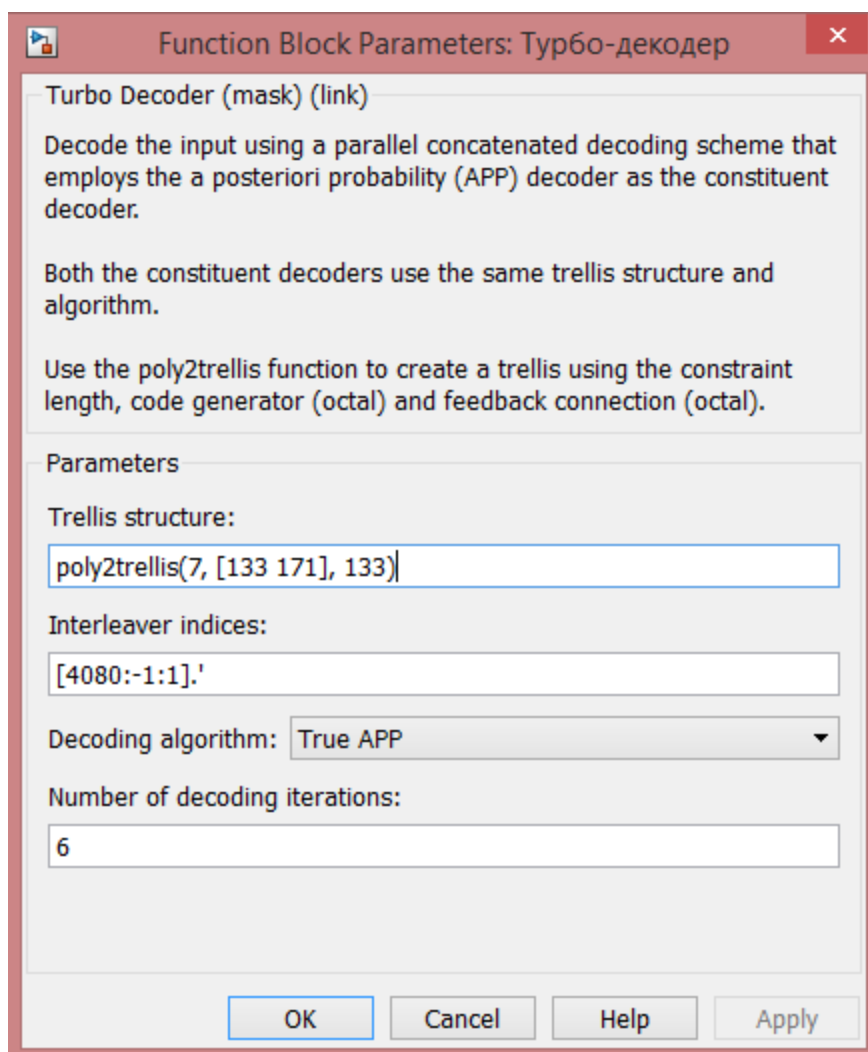 Function Block Parameters: Турбо-декодер
Turbo Decoder (mask) (link)
Decode the input using a parallel concatenated decoding scheme that
employs the a posteriori probability (APP) decoder as the constituent
decoder.
Both the constituent decoders use the same trellis structure and
algorithm.
Use the poly2trellis function to create a trellis using the constraint
length, code generator (octal) and feedback connection (octal).
Parameters
Trellis structure:
poly2trellis(7, [133 171], 133)
Interleaver indices:
[4080:-1:1].'
Decoding algorithm: True APP
Number of decoding iterations:
6
OK Cancel Help Apply